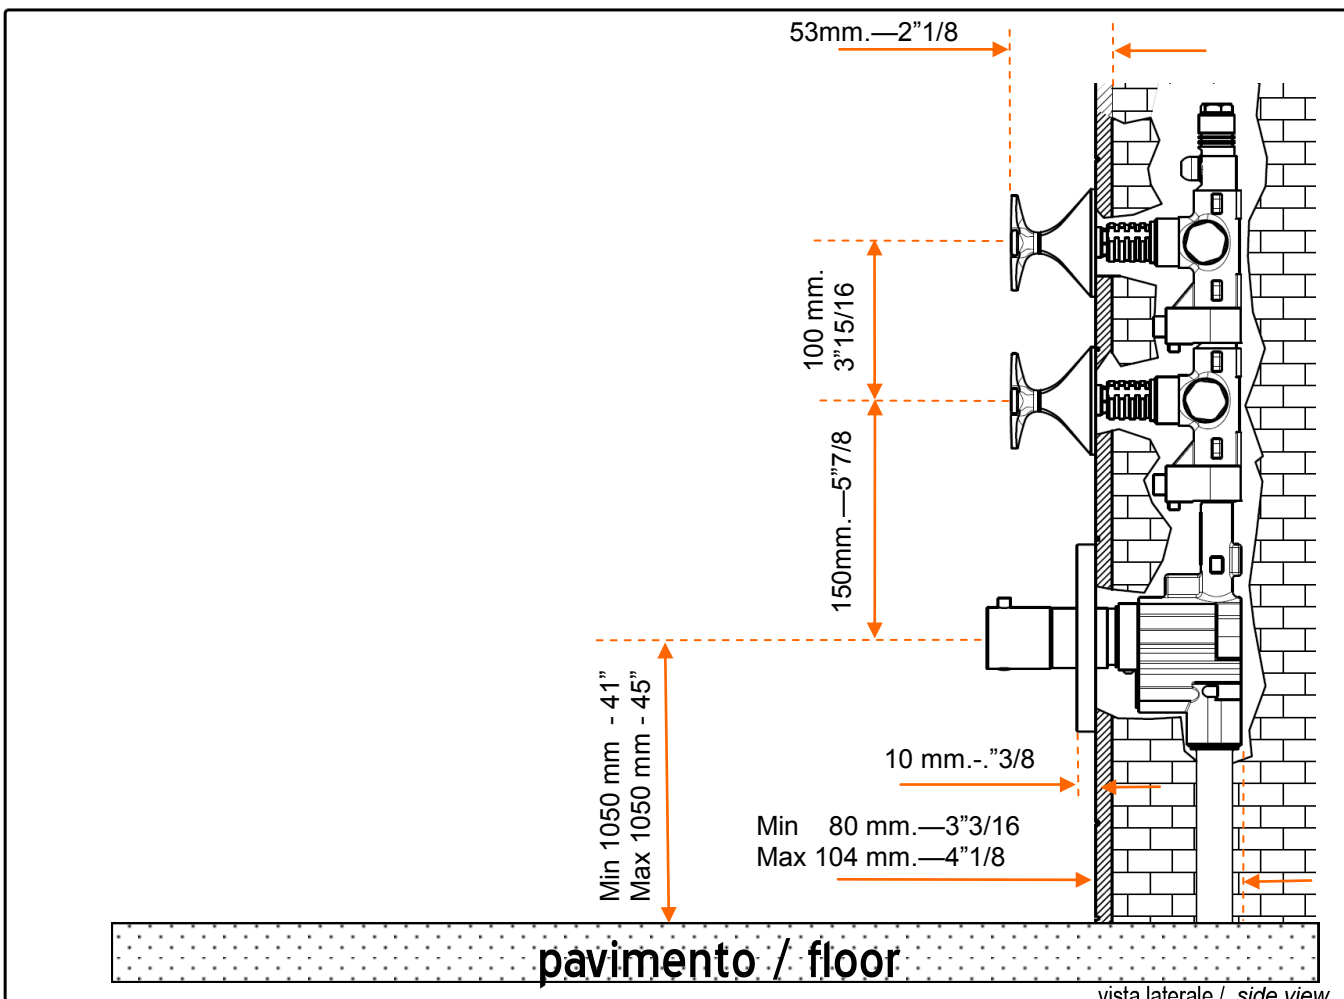 53mm.—2”1/8
100 mm.
3”15/16
150mm.—5”7/8
Min 1050 mm - 41”
Max 1050 mm - 45”
10 mm.-.”3/8
Min 80 mm.—3”3/16
Max 104 mm.—4”1/8
pavimento / floor
vista laterale / side view